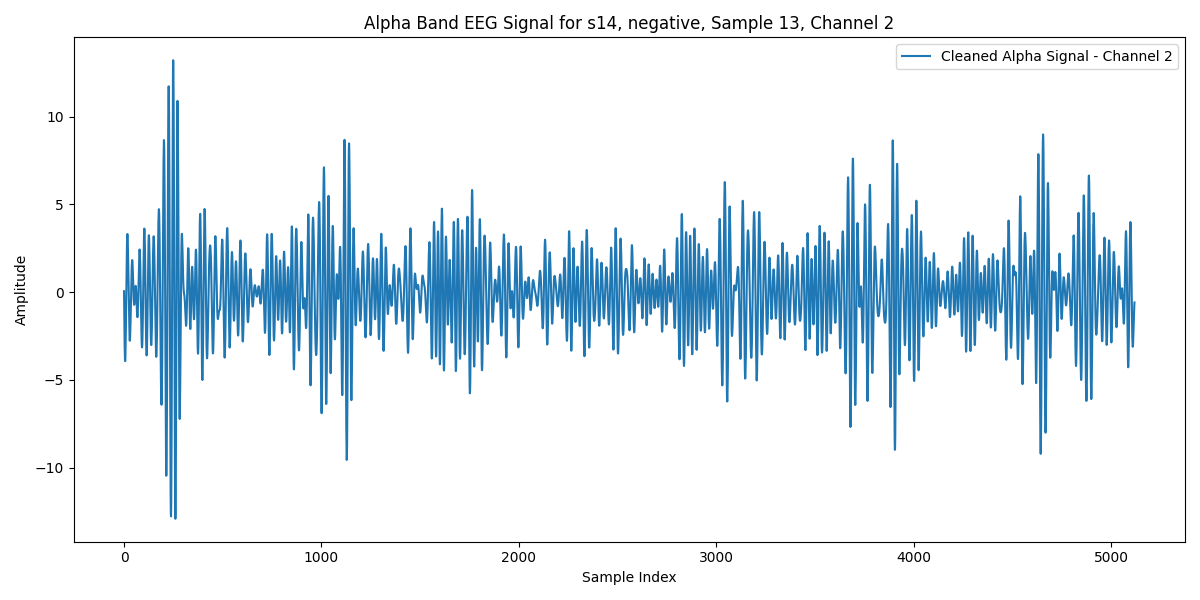 Alpha Band EEG Signal for s14, negative, Sample 13, Channel 2
Cleaned Alpha Signal - Channel 2
Amplitude
10
5
0
−5
−10
0 1000 2000 3000 4000 5000
Sample Index